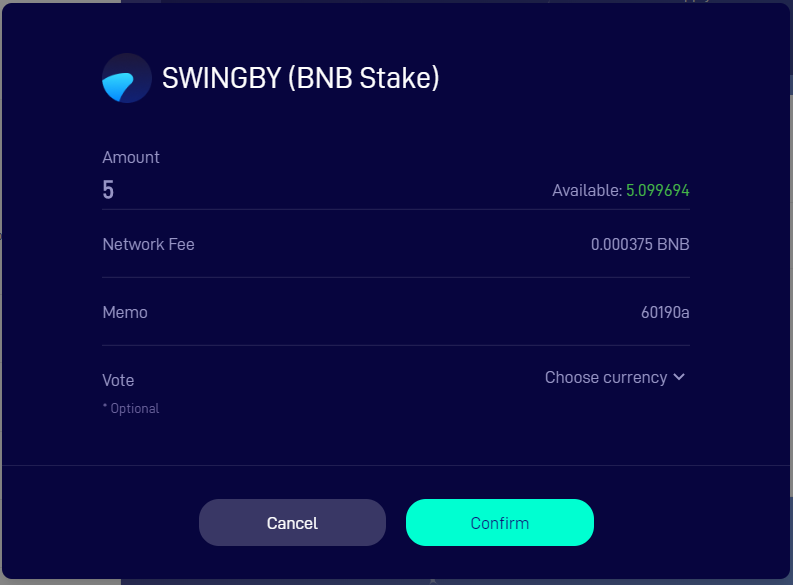 SWINGBY (BNB Stake)
Amount
5
Available: 5.099694
Network Fee
0.000375 BNB
Memo
60190a
Vote
Choose currency
* Optional
Cancel
Confirm